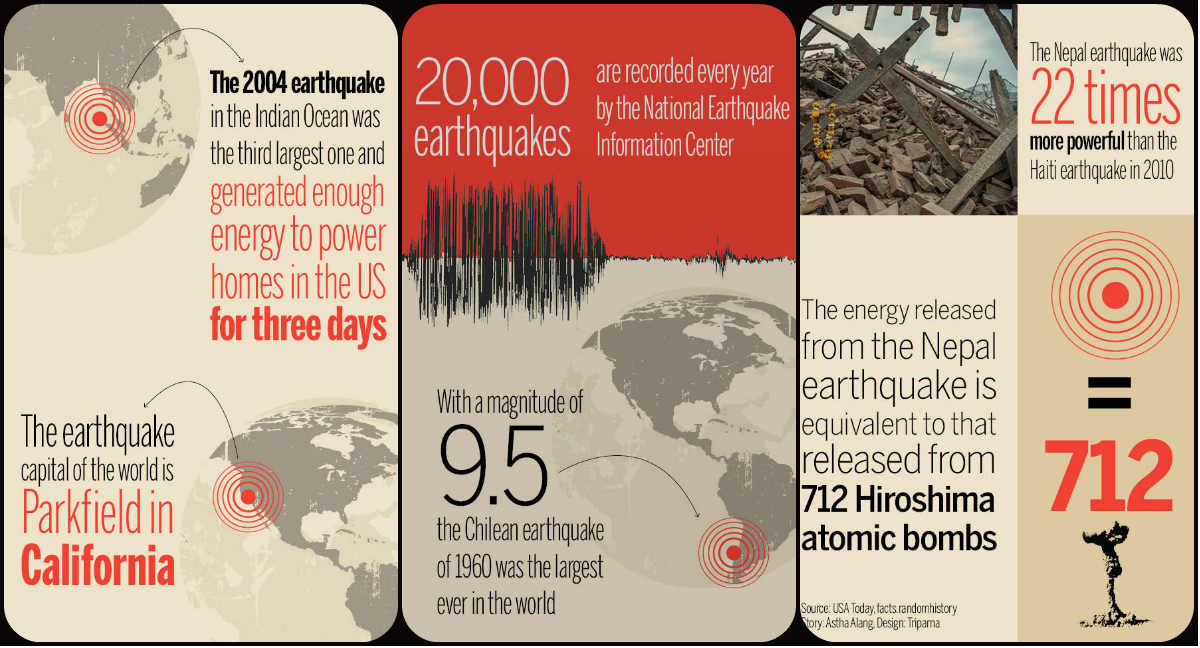 The 2004 earthquake
in the Indian Ocean was
the third largest one and
generated enough
energy to power
homes in the US
for three days
The earthquake
capital of the world is
Parkfield in
California
20,000
earthquakes
are recorded every year
by the National Earthquake
Information Center
With a magnitude of
9.5
the Chilean earthquake
of 1960 was the largest
ever in the world
The Nepal earthquake was
22 times
more powerful than the
Haiti earthquake in 2010
The energy released
from the Nepal
earthquake is
equivalent to that
released from
712 Hiroshima
atomic bombs
=
712
Source: USA Today, facts.randomhistory
Story: Astha Alang, Design: Triparna